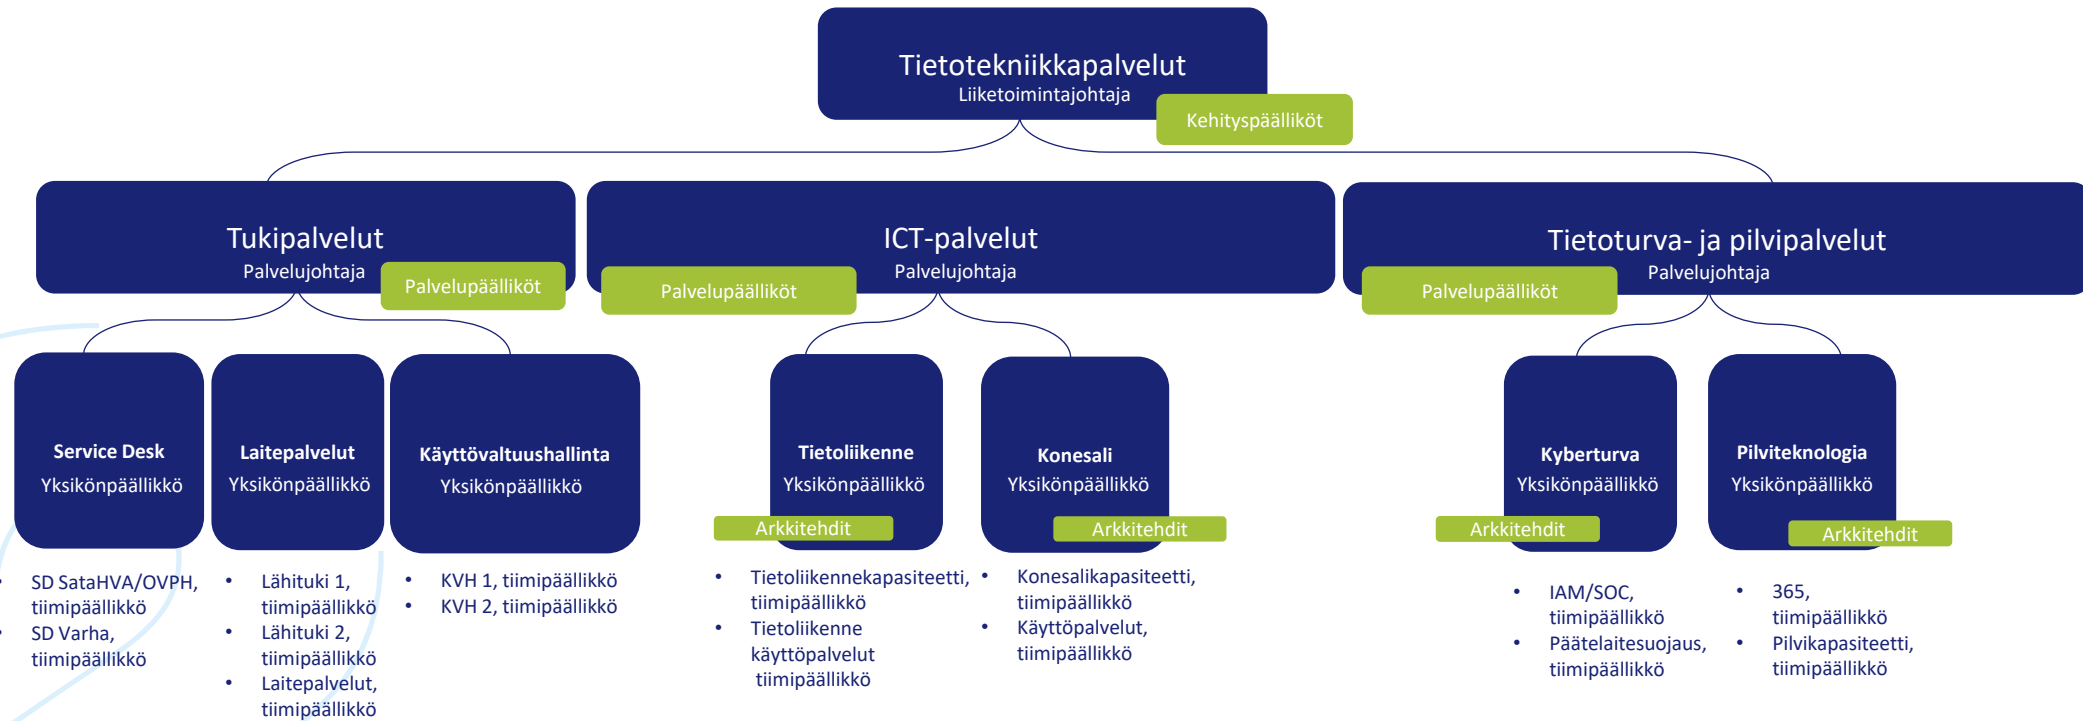 Tietotekniikkapalvelut
Liiketoimintajohtaja
Kehityspäälliköt
Tukipalvelut
Palvelujohtaja
Palvelupäälliköt
ICT-palvelut
Palvelujohtaja
Palvelupäälliköt
Tietoturva- ja pilvipalvelut
Palvelujohtaja
Palvelupäälliköt
Service Desk
Yksikönpäällikkö
Laitepalvelut
Yksikönpäällikkö
Käyttövaltuushallinta
Yksikönpäällikkö
Tietoliikenne
Yksikönpäällikkö
Arkkitehdit
Konesali
Yksikönpäällikkö
Arkkitehdit
Kyberturva
Yksikönpäällikkö
Arkkitehdit
Pilviteknologia
Yksikönpäällikkö
Arkkitehdit
• SD SataHVA/OVPH,
tiimipäällikkö
• SD Varha,
tiimipäällikkö
• Lähituki 1,
tiimipäällikkö
• Lähituki 2,
tiimipäällikkö
• Laitepalvelut,
tiimipäällikkö
• KVH 1, tiimipäällikkö
• KVH 2, tiimipäällikkö
• Tietoliikennekapasiteetti,
tiimipäällikkö
• Tietoliikenne
käyttöpalvelut
tiimipäällikkö
• Konesalikapasiteetti,
tiimipäällikkö
• Käyttöpalvelut,
tiimipäällikkö
• IAM/SOC,
tiimipäällikkö
• Päätelaitesuojaus,
tiimipäällikkö
• 365,
tiimipäällikkö
• Pilvikapasiteetti,
tiimipäällikkö